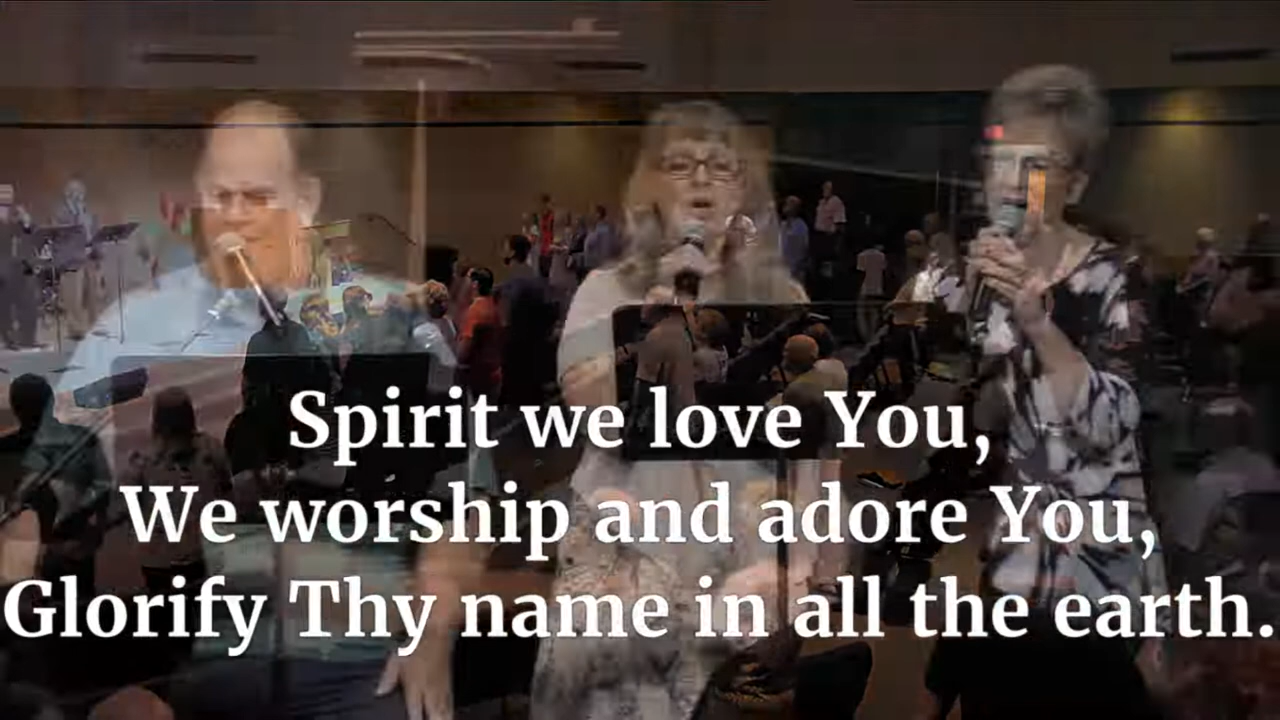 Spirit we love You,
We worship and adore You,
Glorify Thy name in all the earth.